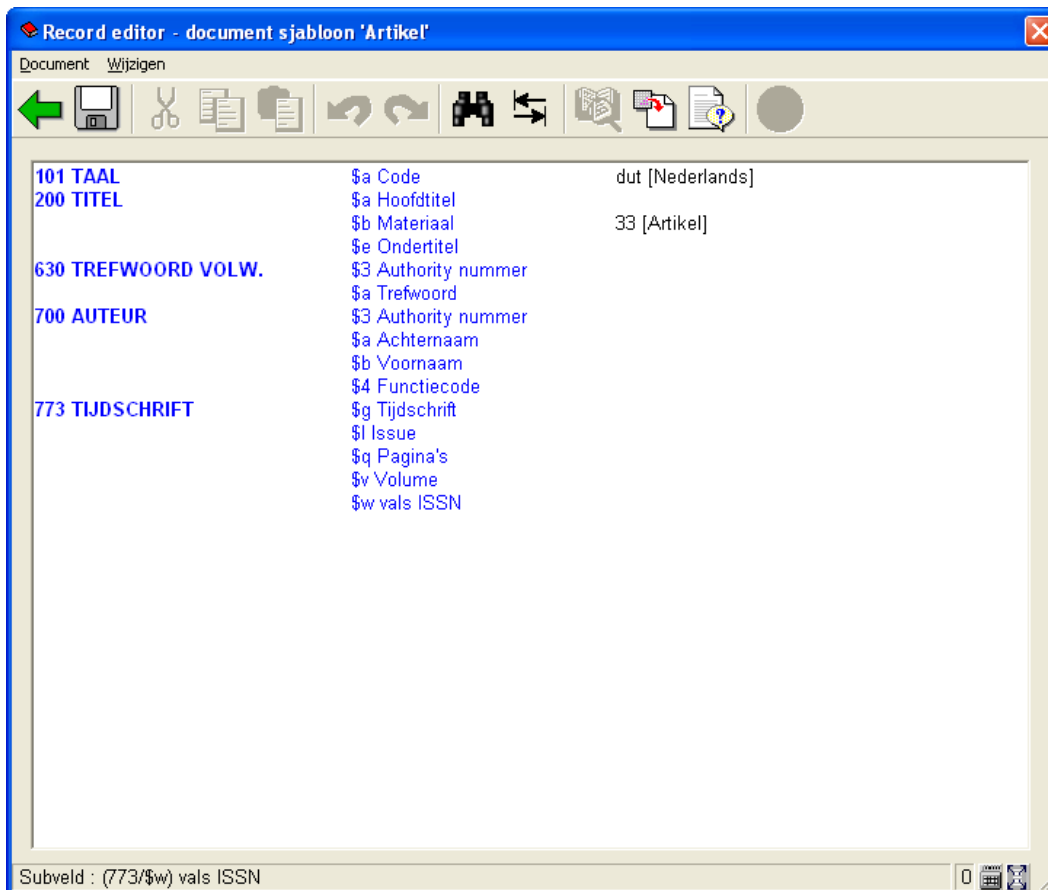 Record editor - document sjabloon 'Artikel'
Document Wijzigen
101 TAAL $a Code dut [Nederlands]
200 TITEL $a Hoofdtitel
$b Materiaal 33 [Artikel]
$e Ondertitel
630 TREFWOORD VOLW. $3 Authority nummer
$a Trefwoord
700 AUTEUR $3 Authority nummer
$a Achternaam
$b Voornaam
$4 Functiecode
773 TIJDSCHRIFT $g Tijdschrift
$l Issue
$q Pagina's
$v Volume
$w vals ISSN
Subveld : (773/$w) vals ISSN 0